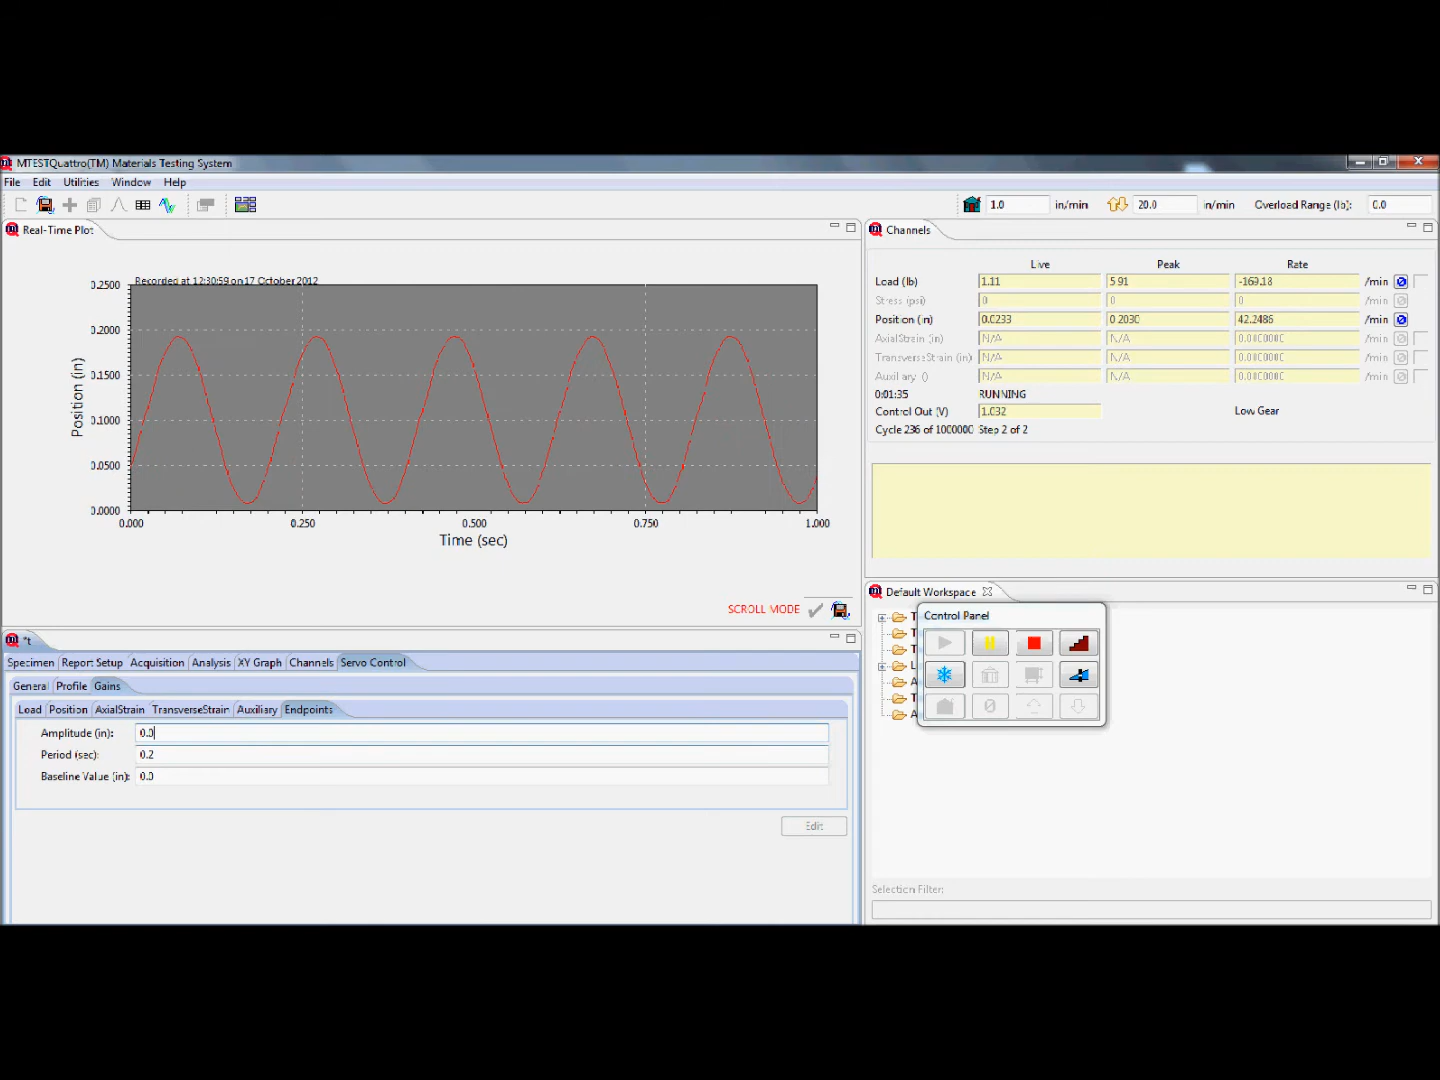 MTESTQuattro(TM) Materials Testing System
File Edit Utilities Window Help
1.0 in/min 20.0 in/min Overload Range (lb): 0.0
Real-Time Plot
Recorded at 12:30:59 on 17 October 2012
0.2500
0.2000
0.1500
0.1000
0.0500
0.0000
Position (in)
0.000 0.250 0.500 0.750 1.000
Time (sec)
SCROLL MODE
Channels
Live Peak Rate
Load (lb) 1.11 5.91 -169.18 /min
Stress (psi) 0 0 0 /min
Position (in) 0.0233 0.2030 42.2486 /min
AxialStrain (in) N/A N/A 0.000000 /min
TransverseStrain (in) N/A N/A 0.000000 /min
Auxiliary () N/A N/A 0.000000 /min
0:01:35 RUNNING
Control Out (V) 1.032 Low Gear
Cycle 236 of 1000000 Step 2 of 2
*t
Specimen Report Setup Acquisition Analysis XY Graph Channels Servo Control
General Profile Gains
Load Position AxialStrain TransverseStrain Auxiliary Endpoints
Amplitude (in): 0.0
Period (sec): 0.2
Baseline Value (in): 0.0
Edit
Default Workspace
Control Panel
T
T
T
L
A
T
A
Selection Filter: